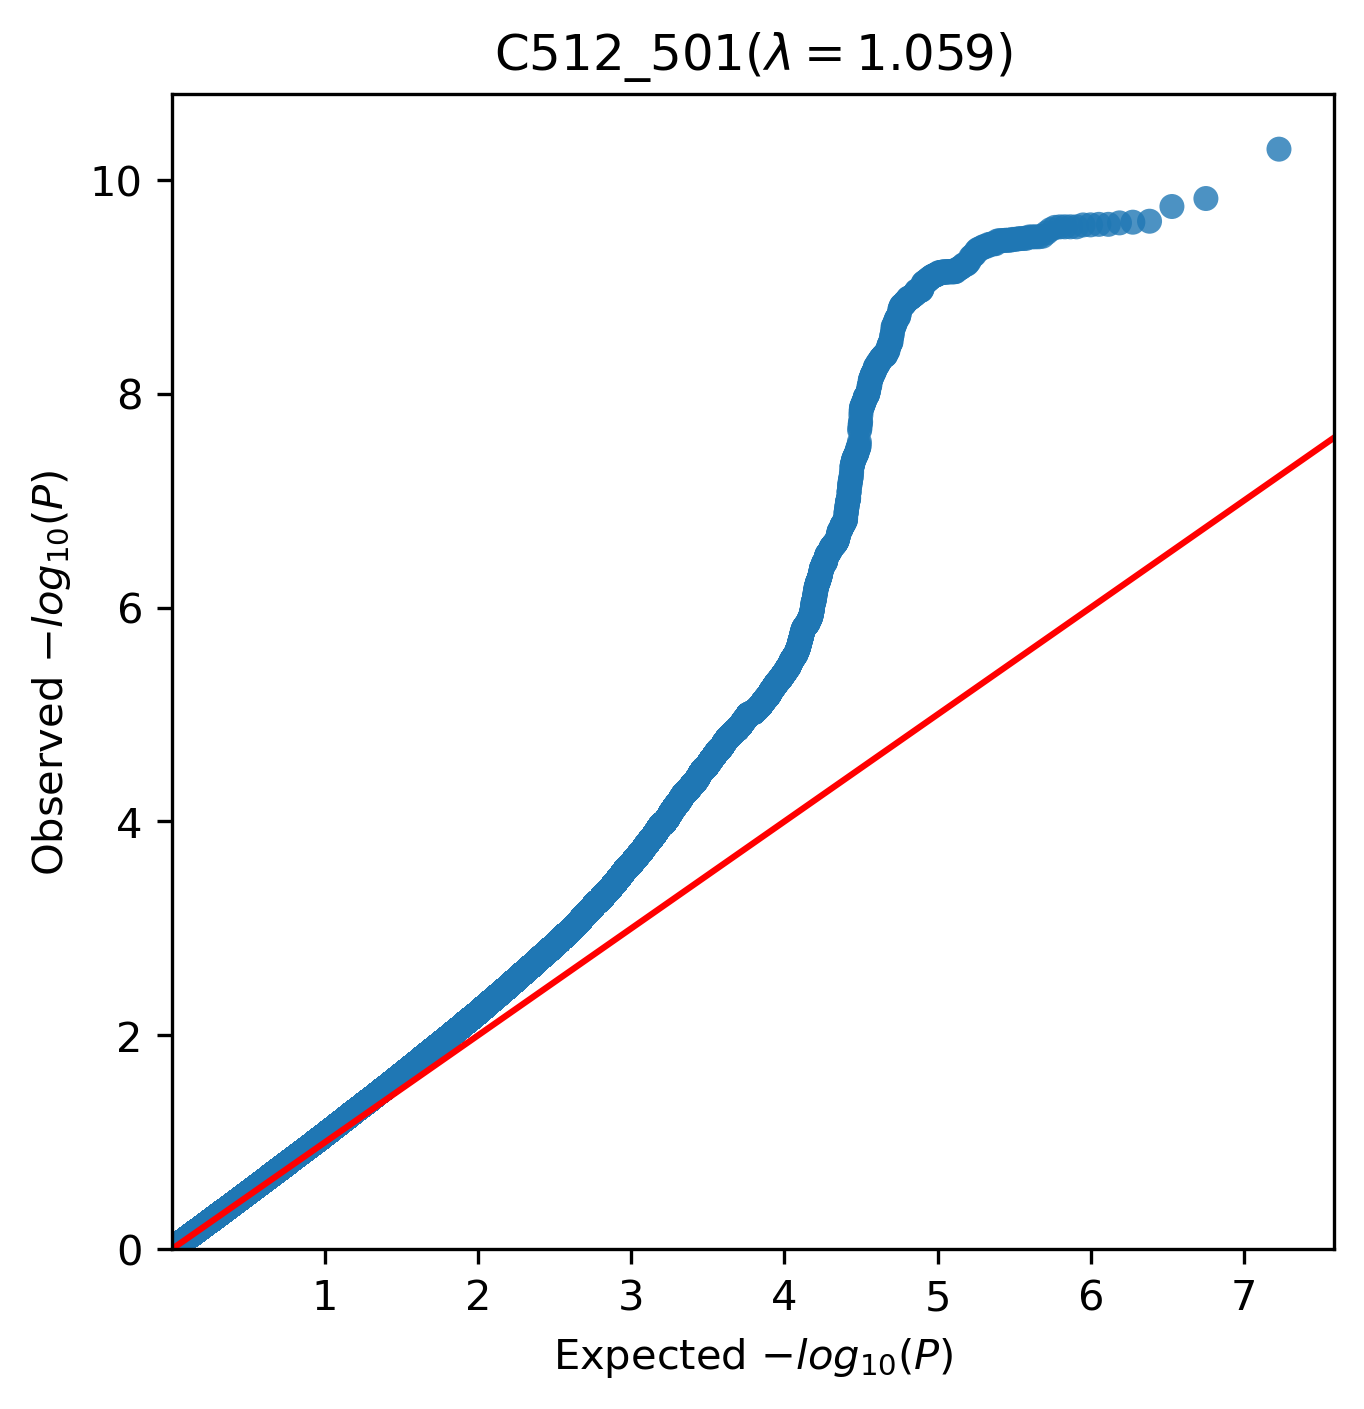 C512_501(λ = 1.059)
Observed −log₁₀(P)
10
8
6
4
2
0
1 2 3 4 5 6 7
Expected −log₁₀(P)